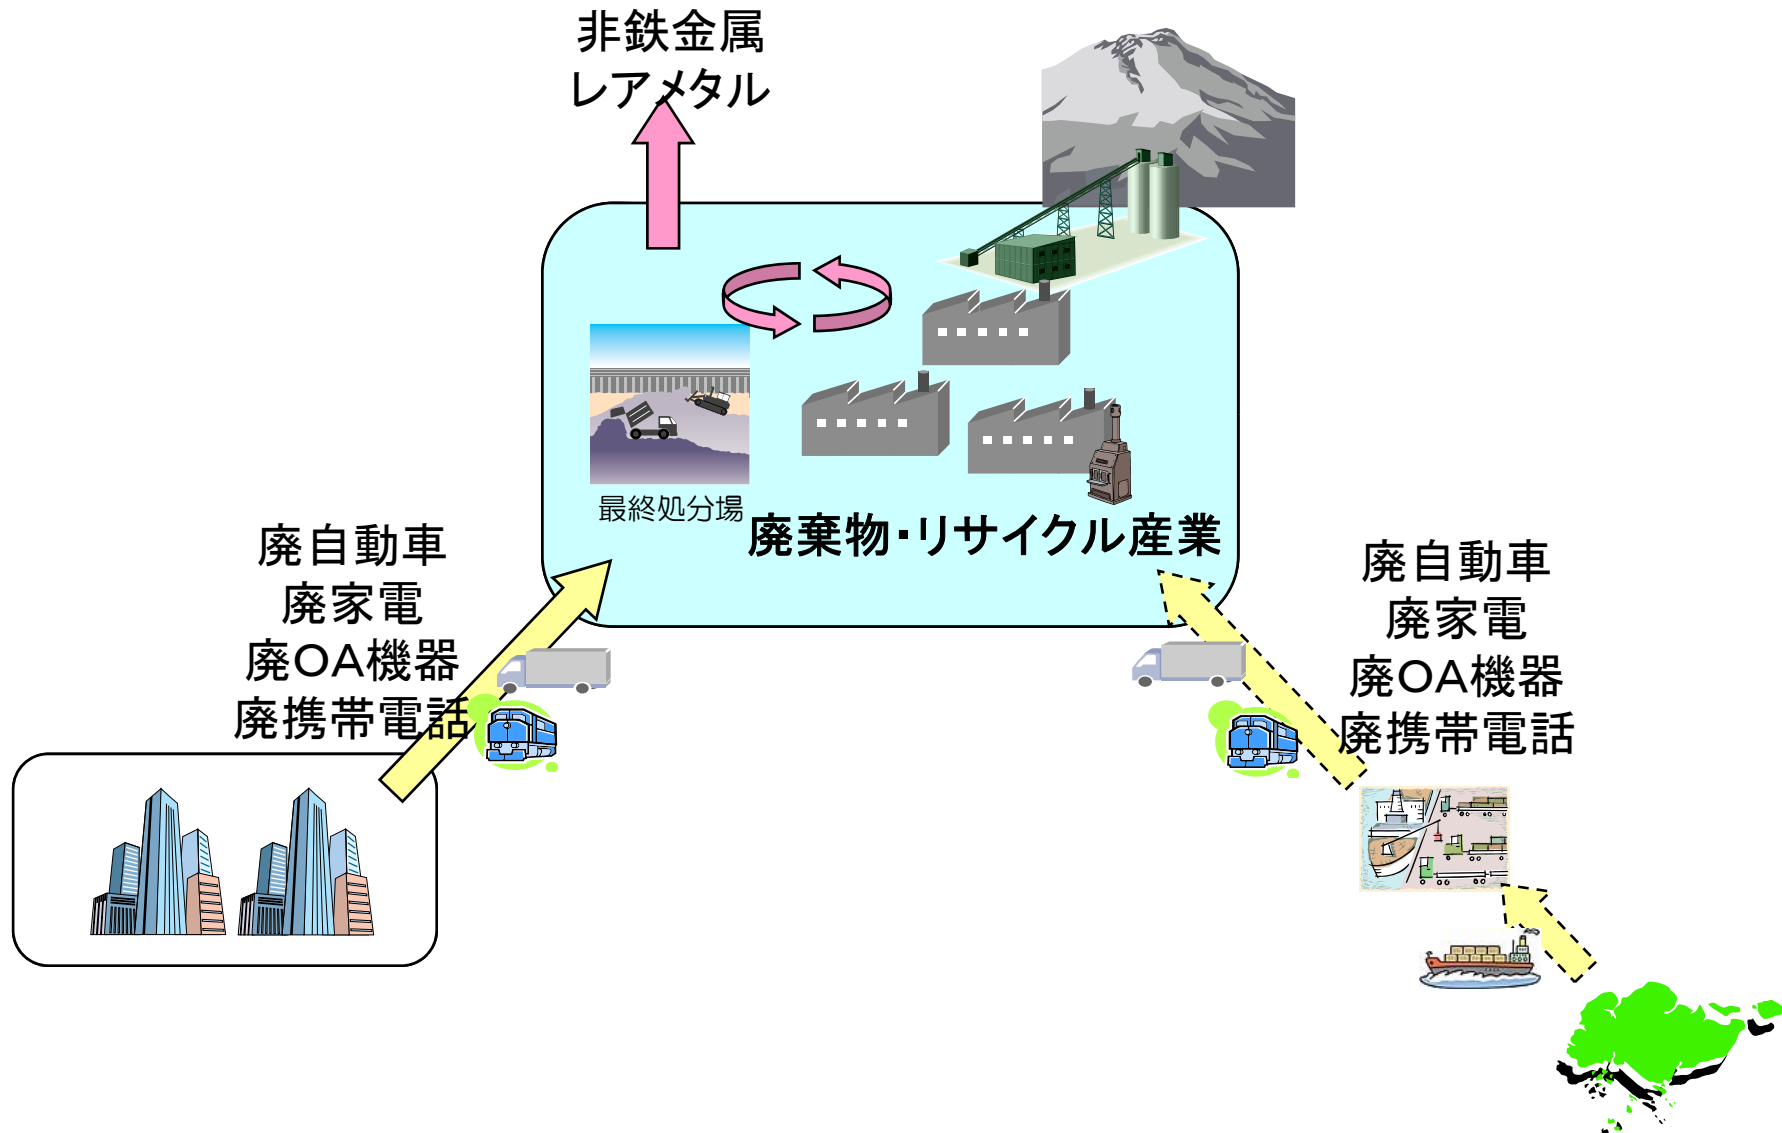 非鉄金属
レアメタル
最終処分場
廃棄物・リサイクル産業
廃自動車
廃家電
廃OA機器
廃携帯電話
廃自動車
廃家電
廃OA機器
廃携帯電話